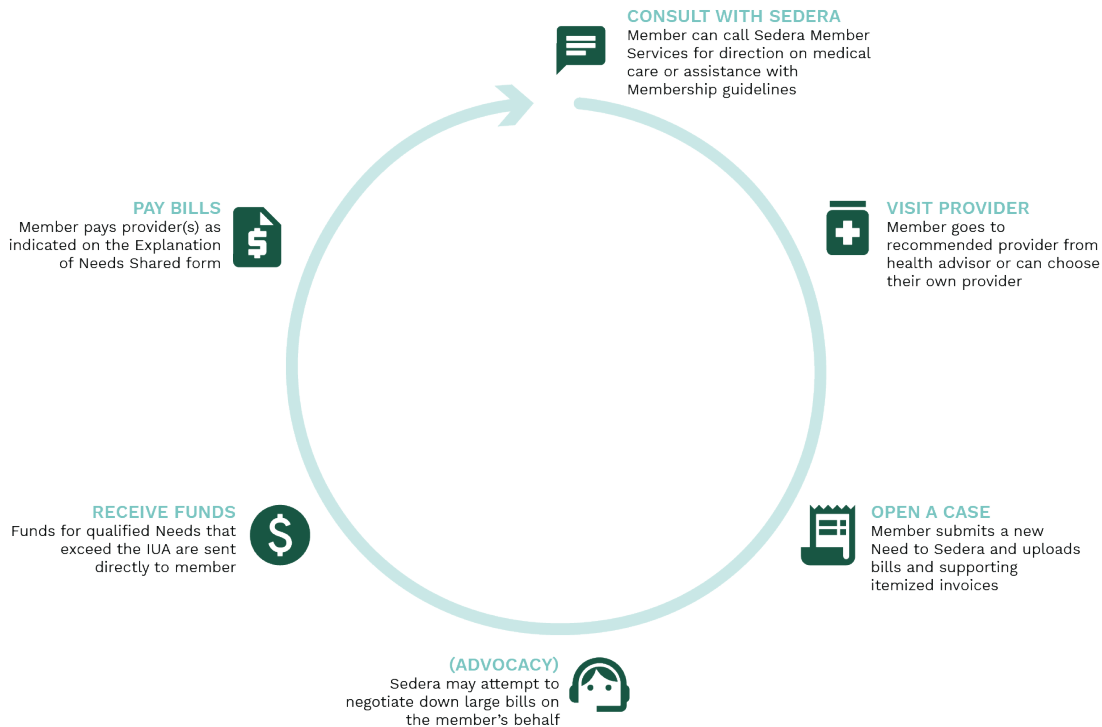 CONSULT WITH SEDERA
Member can call Sedera Member
Services for direction on medical
care or assistance with
Membership guidelines
VISIT PROVIDER
Member goes to
recommended provider from
health advisor or can choose
their own provider
OPEN A CASE
Member submits a new
Need to Sedera and uploads
bills and supporting
itemized invoices
(ADVOCACY)
Sedera may attempt to
negotiate down large bills on
the member's behalf
RECEIVE FUNDS
Funds for qualified Needs that
exceed the IUA are sent
directly to member
PAY BILLS
Member pays provider(s) as
indicated on the Explanation
of Needs Shared form